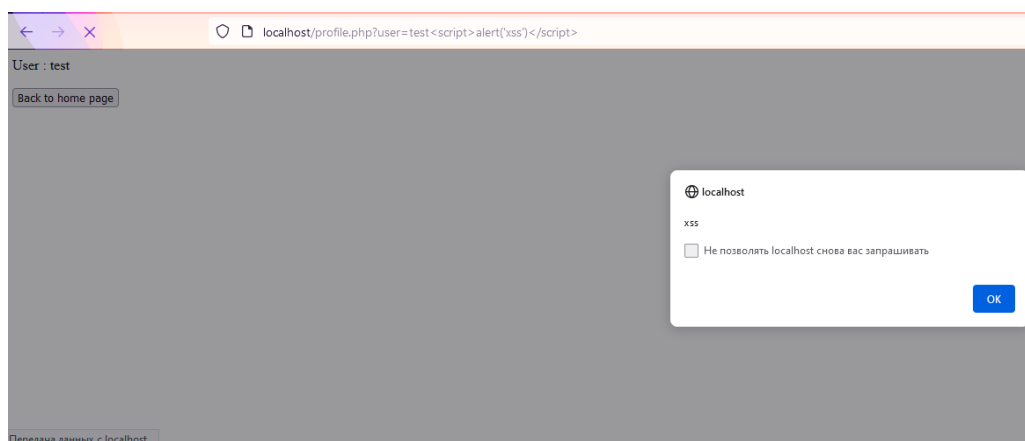 localhost/profile.php?user=test<script>alert('xss')</script>
User : test
Back to home page
localhost
xss
Не позволять localhost снова вас запрашивать
OK
Передача данных с localhost...